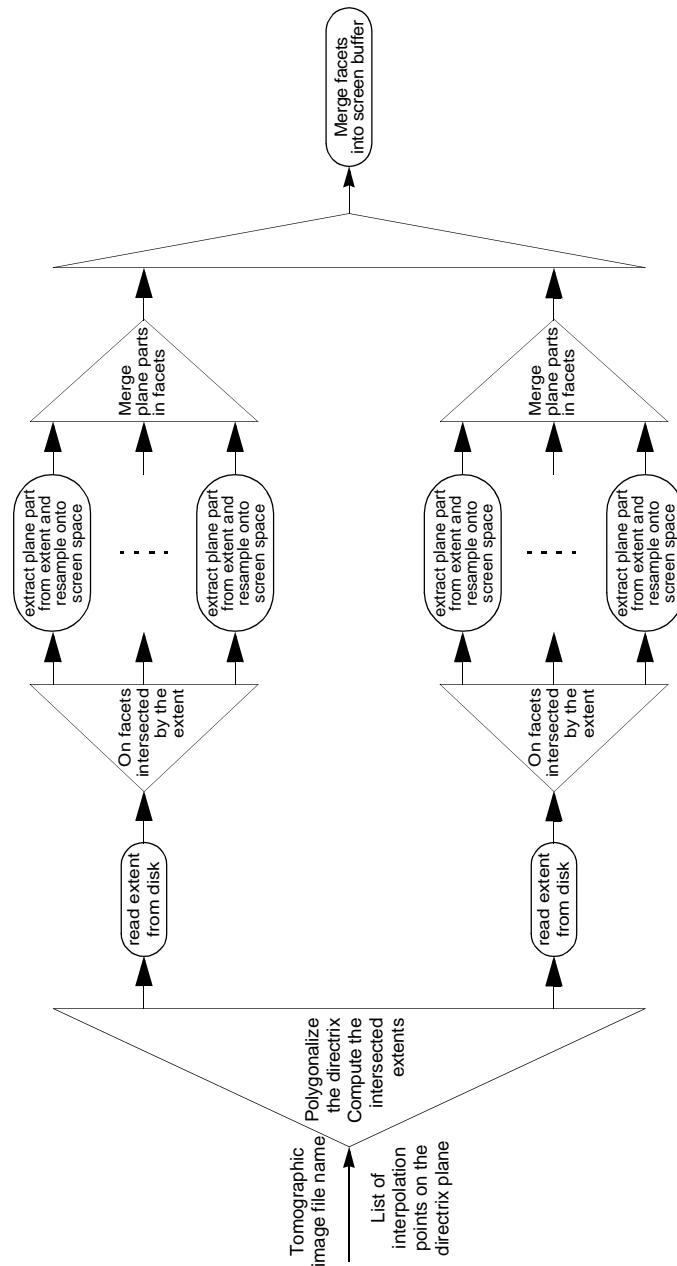 Tomographic
image file name
List of
interpolation
points on the
directrix plane
Polygonalize
the directrix
Compute the
intersected
extents
read extent
from disk
On facets
intersected
by the
extent
extract plane part
from extent and
resample onto
screen space
extract plane part
from extent and
resample onto
screen space
Merge
plane parts
in facets
read extent
from disk
On facets
intersected
by the
extent
extract plane part
from extent and
resample onto
screen space
extract plane part
from extent and
resample onto
screen space
Merge
plane parts
in facets
Merge facets
into screen buffer